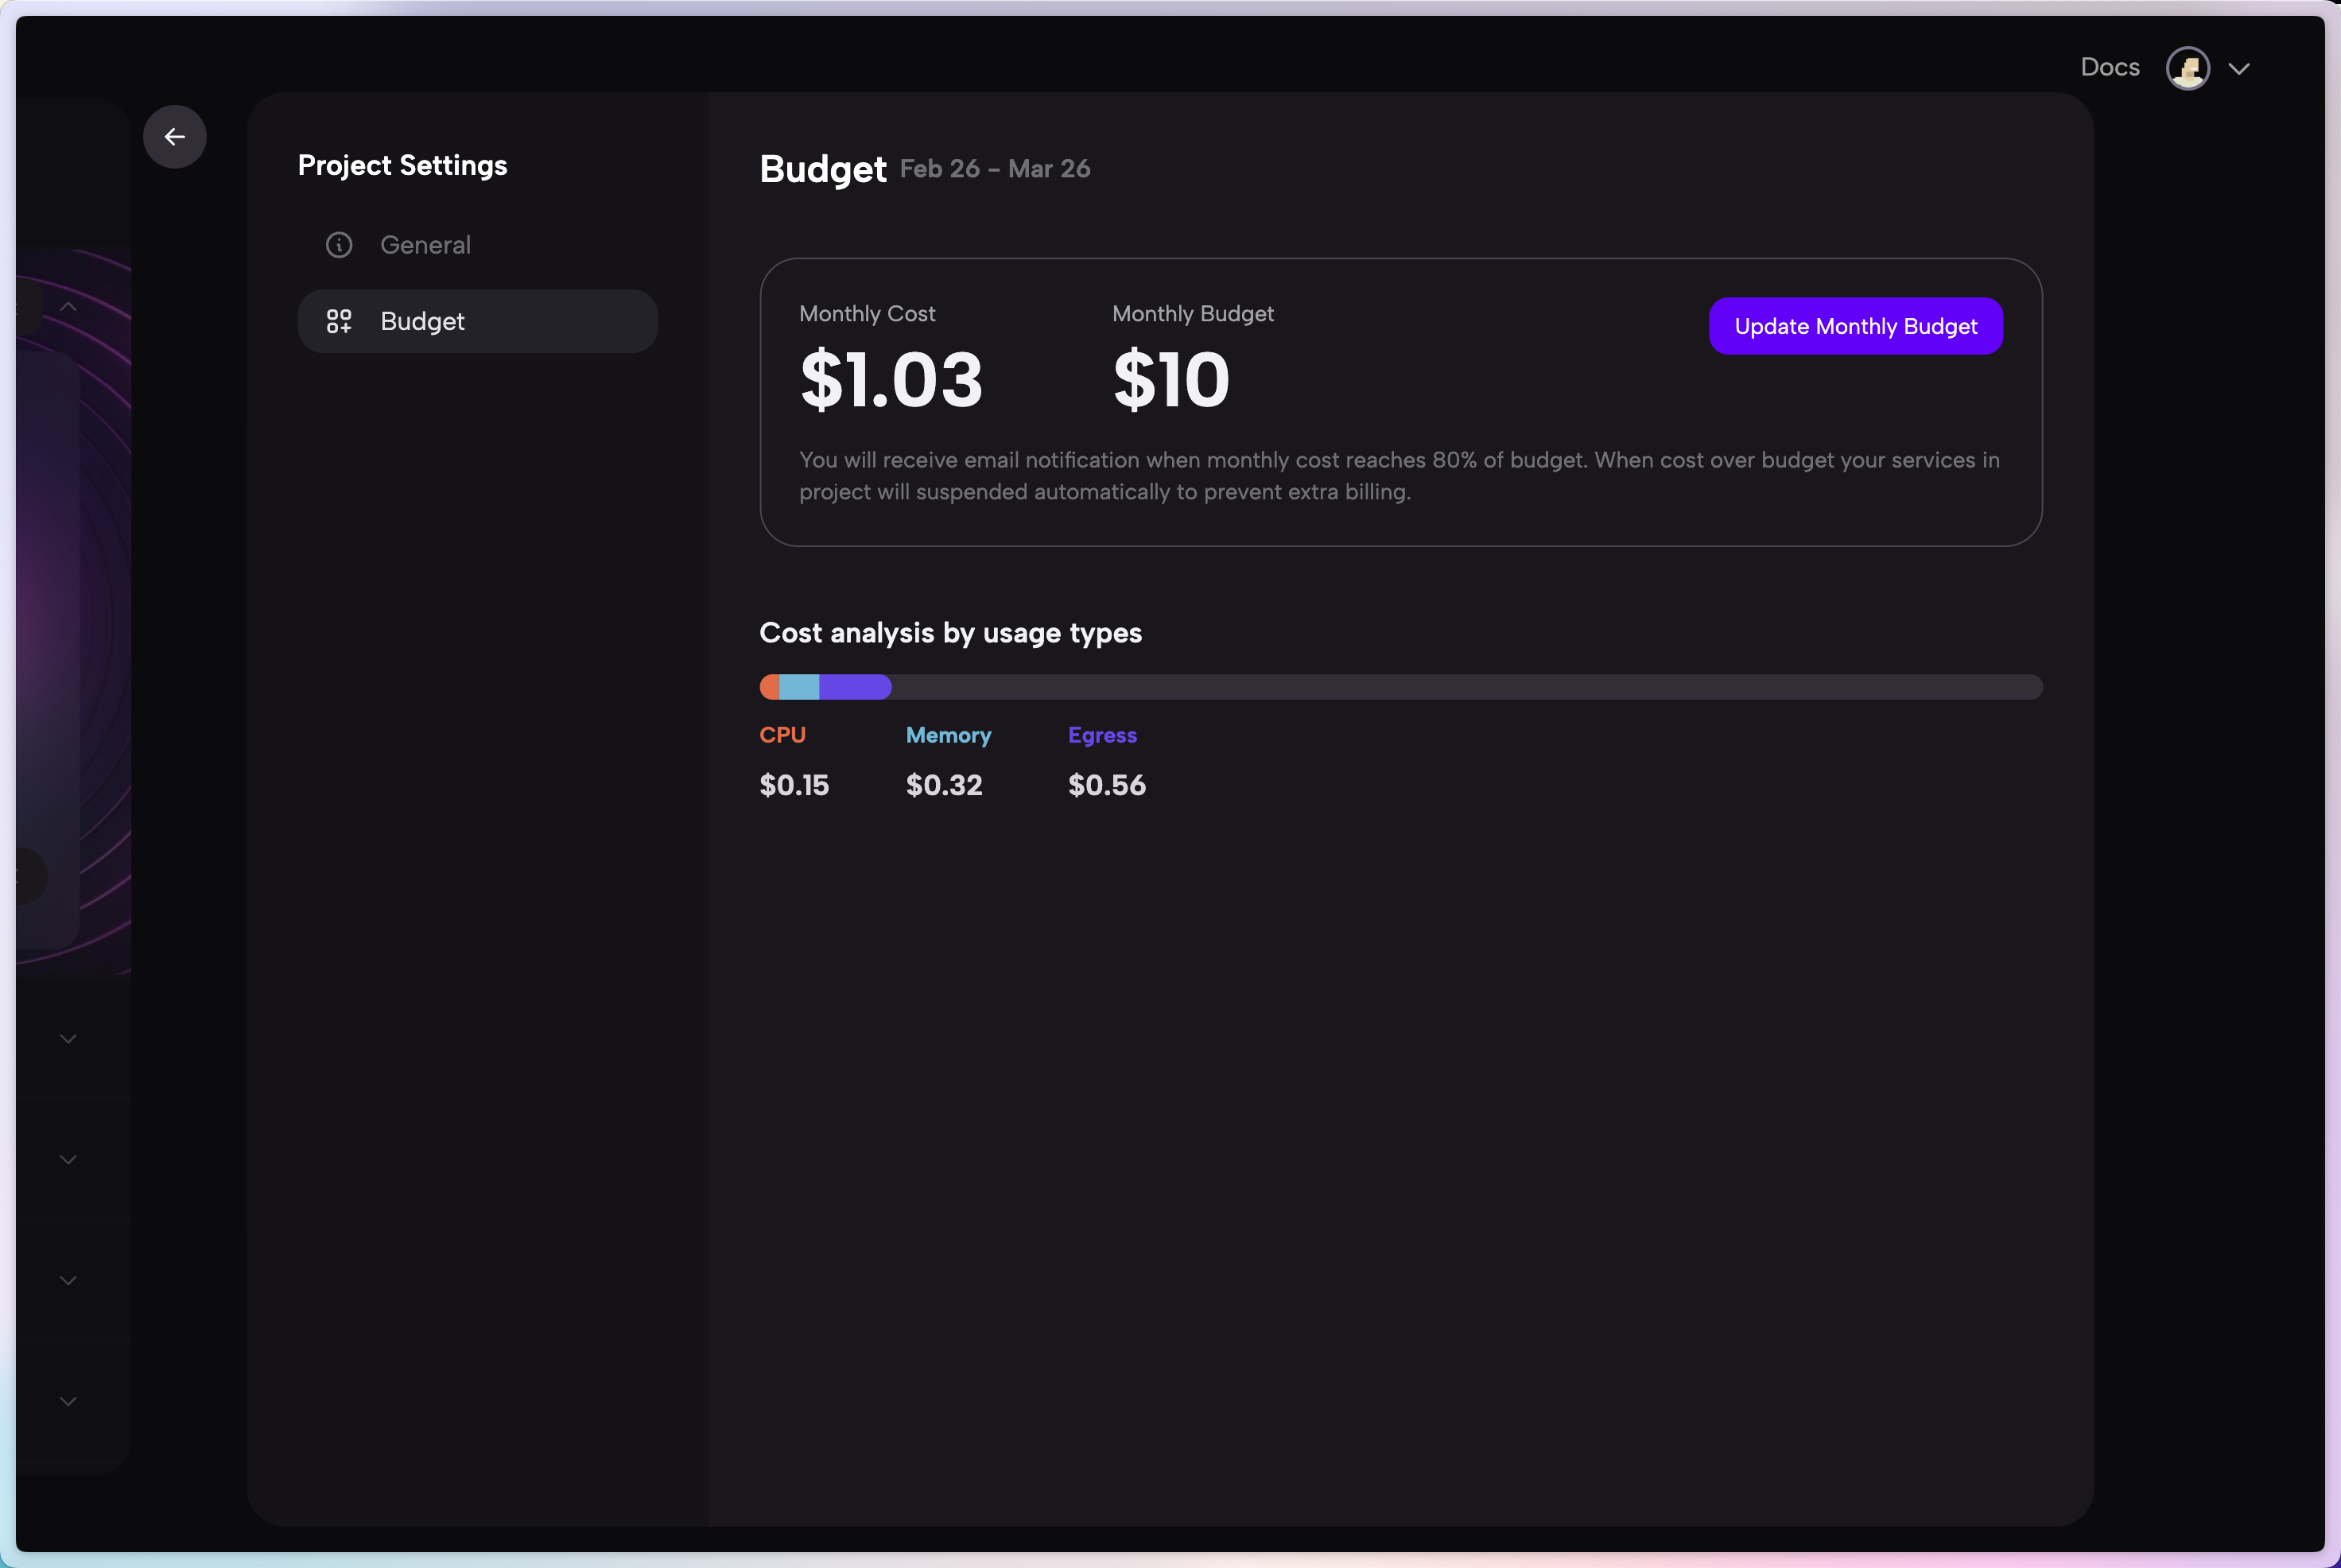 Docs
Project Settings
General
Budget
Budget Feb 26 – Mar 26
Monthly Cost
Monthly Budget
Update Monthly Budget
$1.03
$10
You will receive email notification when monthly cost reaches 80% of budget. When cost over budget your services in
project will suspended automatically to prevent extra billing.
Cost analysis by usage types
CPU
Memory
Egress
$0.15
$0.32
$0.56